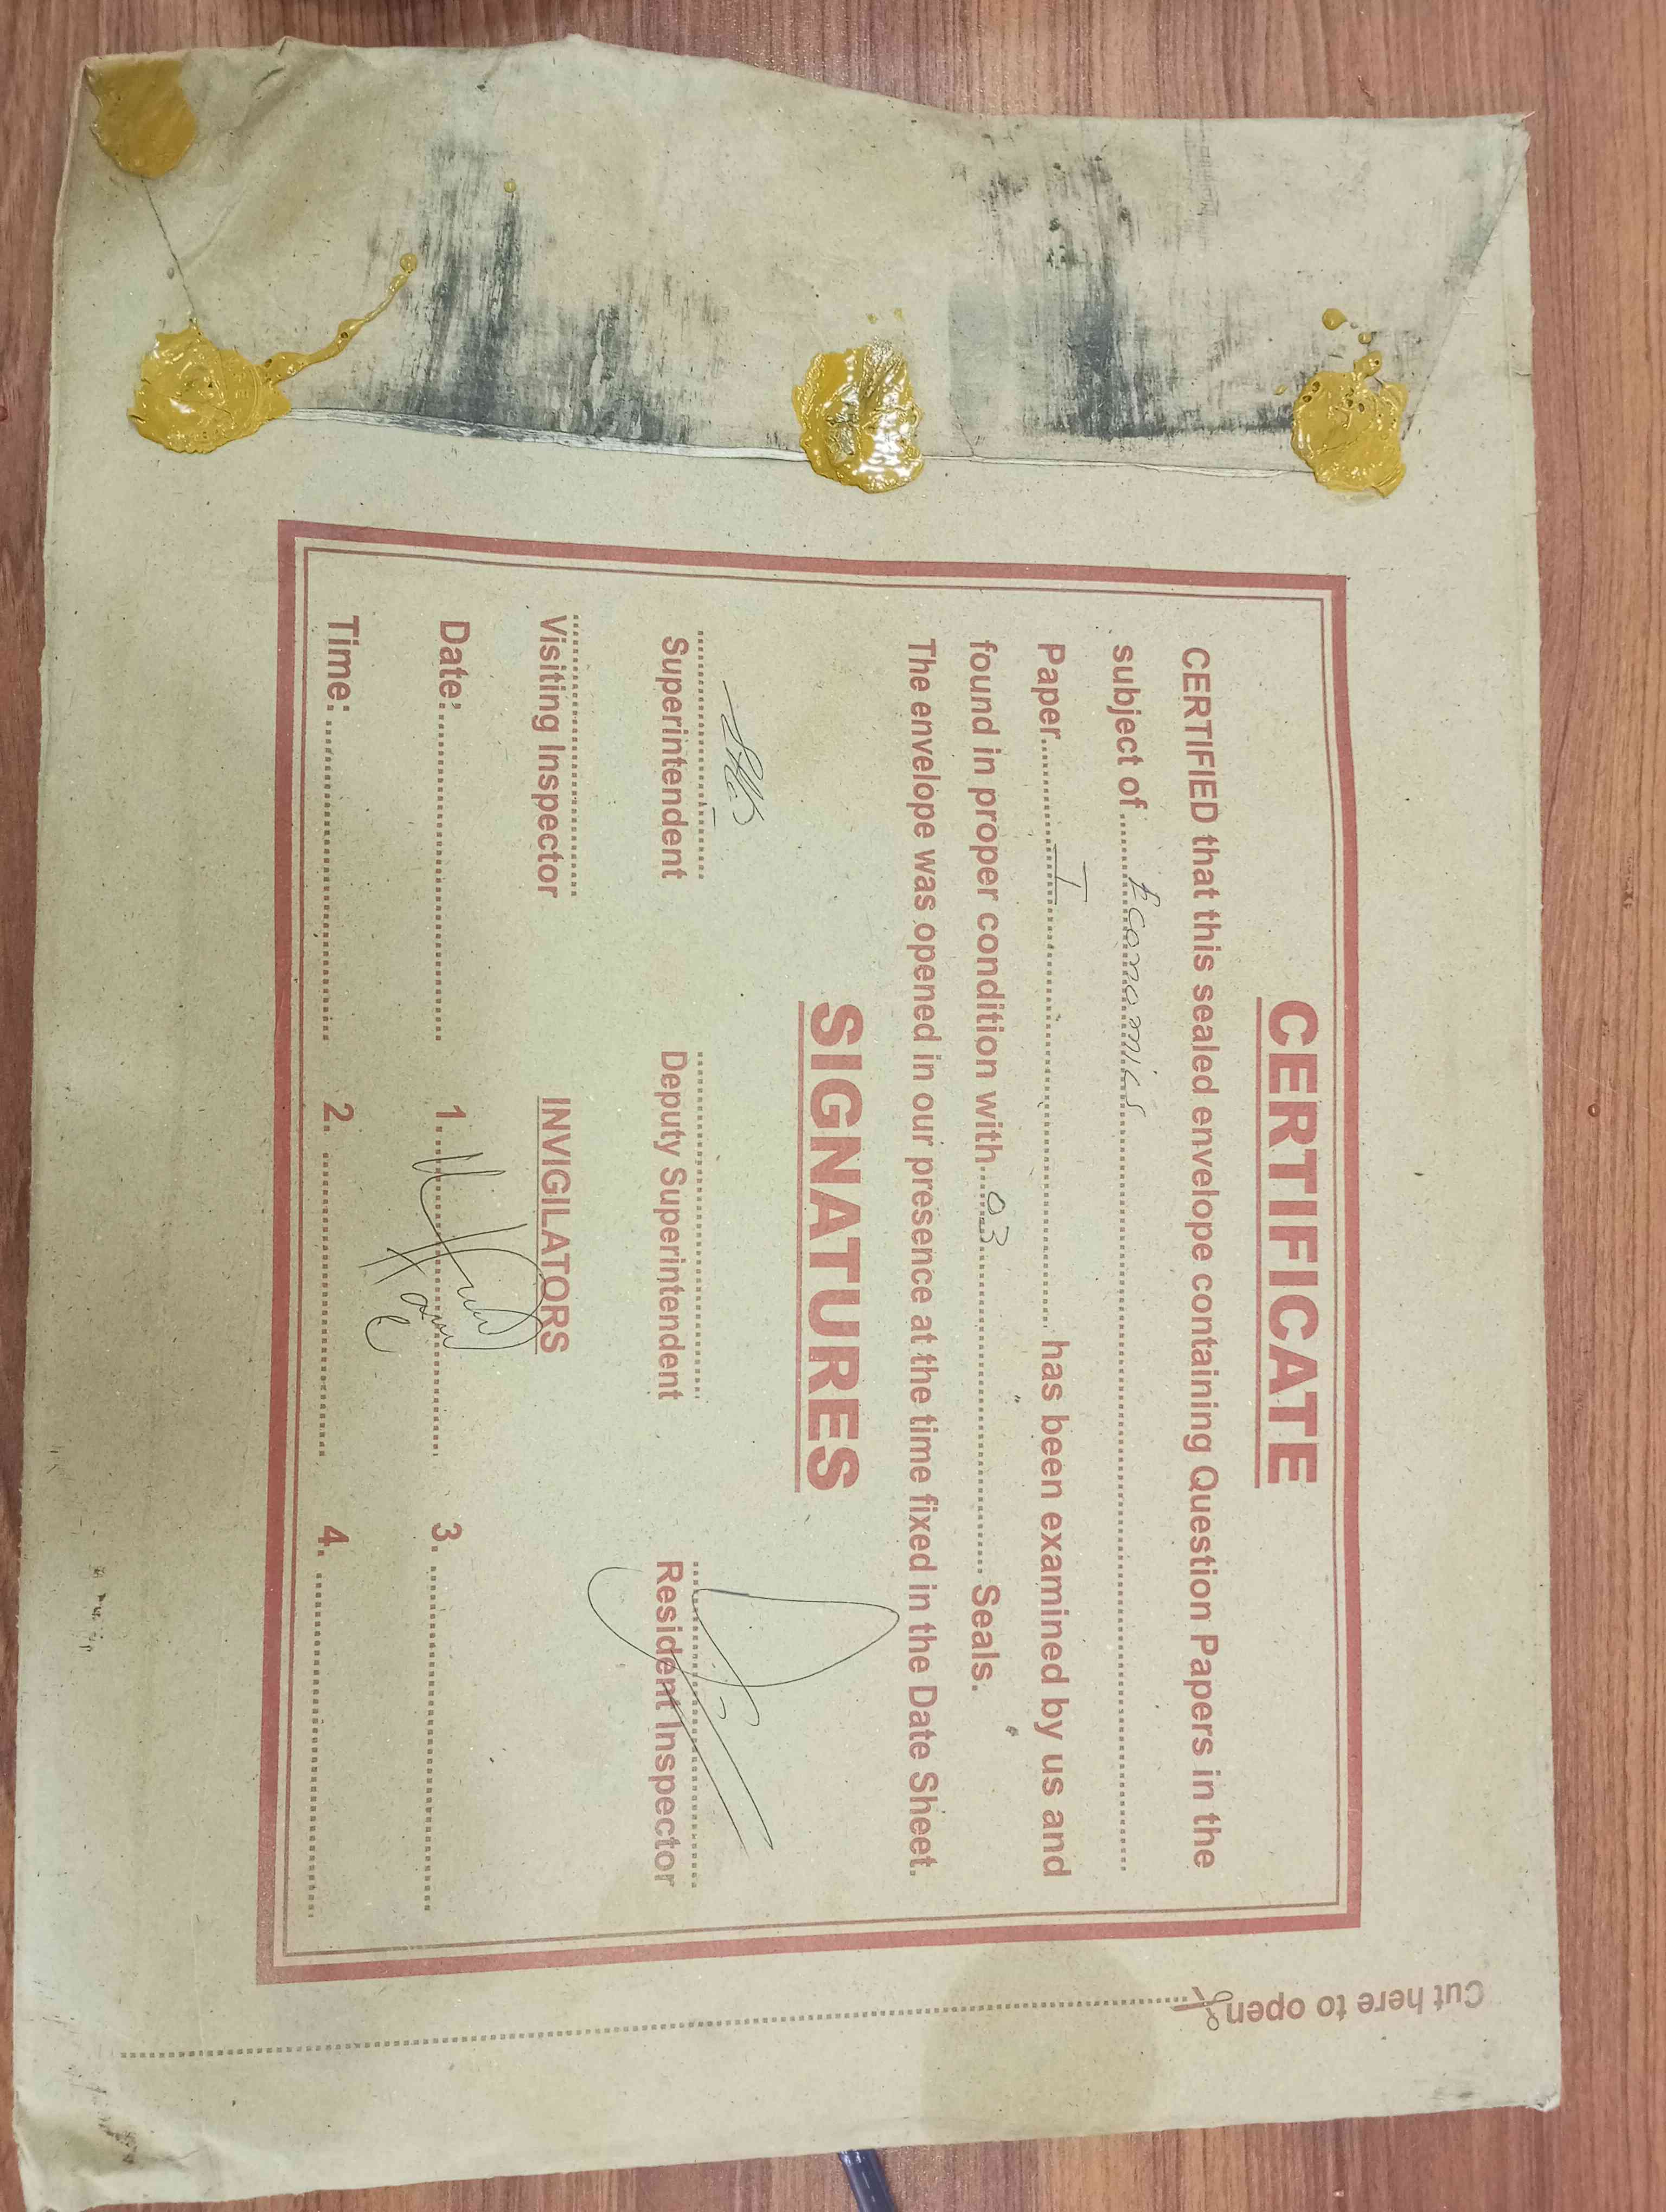 CERTIFICATE
CERTIFIED that this sealed envelope containing Question Papers in the
subject of Economics
Paper I has been examined by us and
found in proper condition with 03 Seals.
The envelope was opened in our presence at the time fixed in the Date Sheet.
SIGNATURES
Superintendent Deputy Superintendent Resident Inspector
Visiting Inspector INVIGILATORS
Date: 1. 3.
Time: 2. 4.
Cut here to open